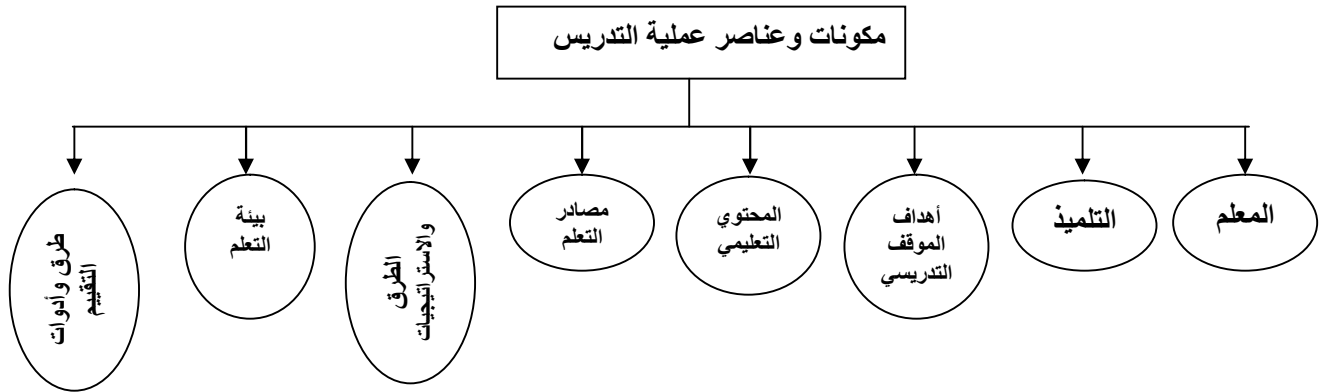 مكونات وعناصر عملية التدريس
المعلم
التلميذ
أهداف
الموقف
التدريسي
المحتوي
التعليمي
مصادر
التعلم
الطرق
والاستراتيجيات
بيئة
التعلم
طرق وأدوات
التقييم